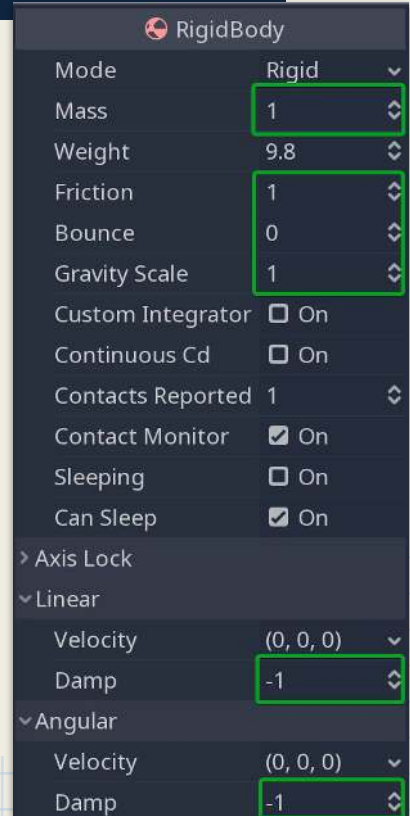 RigidBody
Mode Rigid
Mass 1
Weight 9.8
Friction 1
Bounce 0
Gravity Scale 1
Custom Integrator On
Continuous Cd On
Contacts Reported 1
Contact Monitor On
Sleeping On
Can Sleep On
Axis Lock
Linear
Velocity (0, 0, 0)
Damp -1
Angular
Velocity (0, 0, 0)
Damp -1